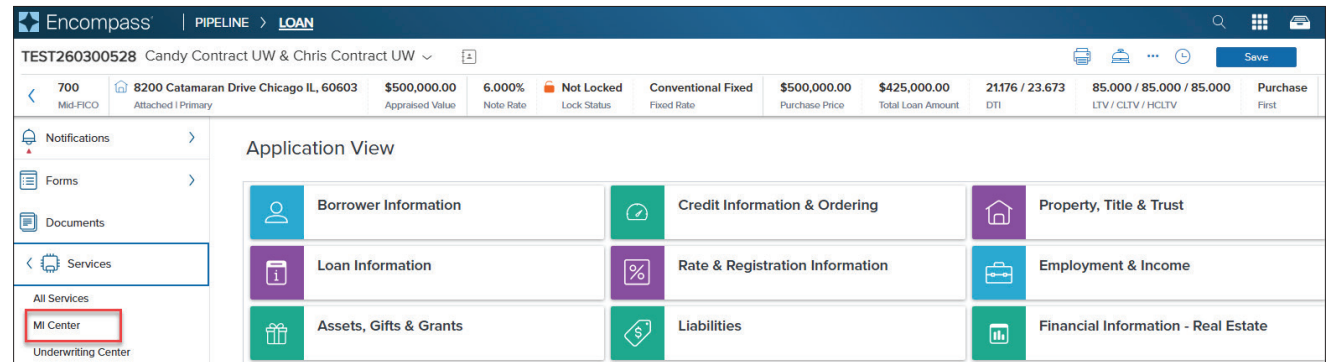 Encompass | PIPELINE > LOAN
TEST260300528 Candy Contract UW & Chris Contract UW Save
700 8200 Catamaran Drive Chicago IL, 60603 $500,000.00 6.000% Not Locked Conventional Fixed $500,000.00 $425,000.00 21.176 / 23.673 85.000 / 85.000 / 85.000 Purchase
Mid-FICO Attached | Primary Appraised Value Note Rate Lock Status Fixed Rate Purchase Price Total Loan Amount DTI LTV / CLTV / HCLTV First
Notifications
Application View
Forms
Borrower Information Credit Information & Ordering Property, Title & Trust
Documents
Services
Loan Information Rate & Registration Information Employment & Income
All Services
MI Center
Assets, Gifts & Grants Liabilities Financial Information - Real Estate
Underwriting Center